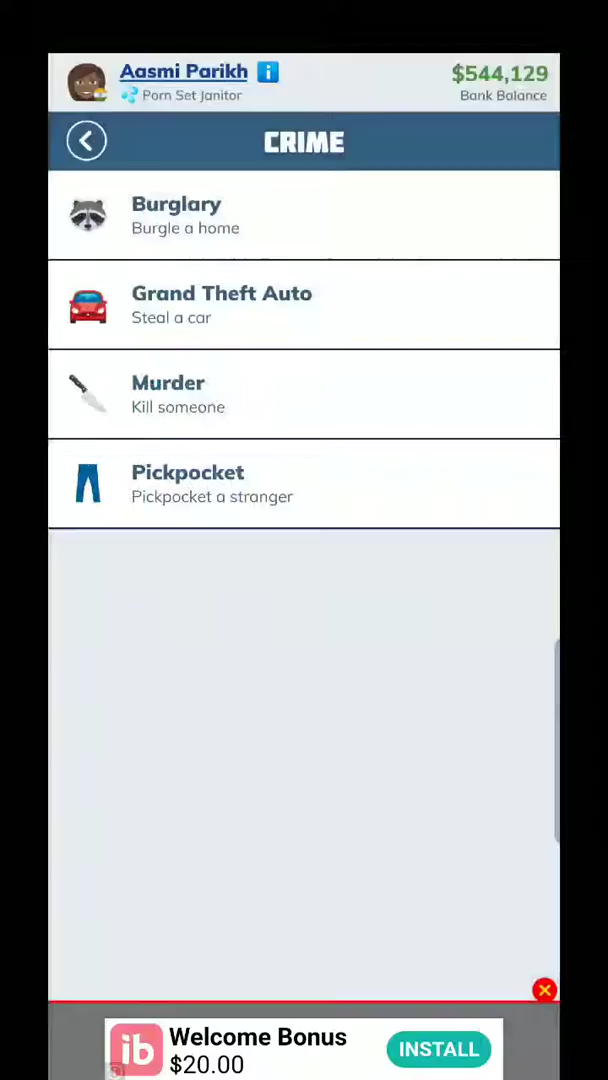 Aasmi Parikh
$544,129
Porn Set Janitor
Bank Balance
CRIME
Burglary
Burgle a home
Grand Theft Auto
Steal a car
Murder
Kill someone
Pickpocket
Pickpocket a stranger
ib
Welcome Bonus
$20.00
INSTALL